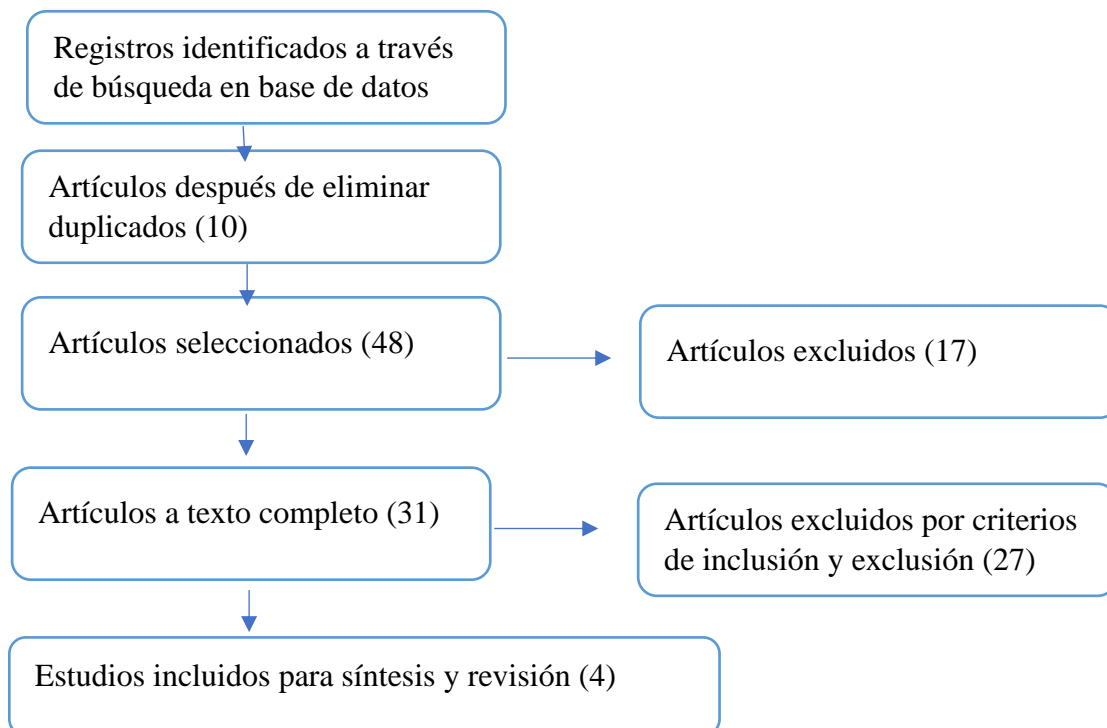 Registros identificados a través
de búsqueda en base de datos
Artículos después de eliminar
duplicados (10)
Artículos seleccionados (48)
Artículos excluidos (17)
Artículos a texto completo (31)
Artículos excluidos por criterios
de inclusión y exclusión (27)
Estudios incluidos para síntesis y revisión (4)